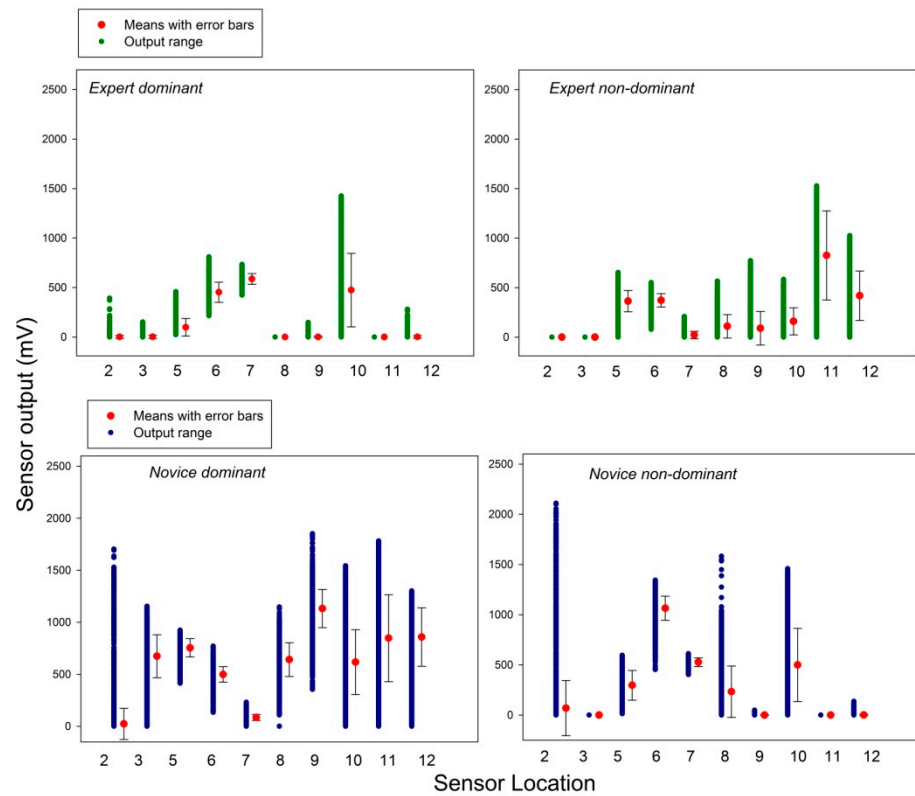 Means with error bars
Output range
Expert dominant
Expert non-dominant
2500
2000
1500
1000
500
0
2 3 5 6 7 8 9 10 11 12
2500
2000
1500
1000
500
0
2 3 5 6 7 8 9 10 11 12
Sensor output (mV)
Means with error bars
Output range
Novice dominant
Novice non-dominant
2500
2000
1500
1000
500
0
2 3 5 6 7 8 9 10 11 12
2500
2000
1500
1000
500
0
2 3 5 6 7 8 9 10 11 12
Sensor Location